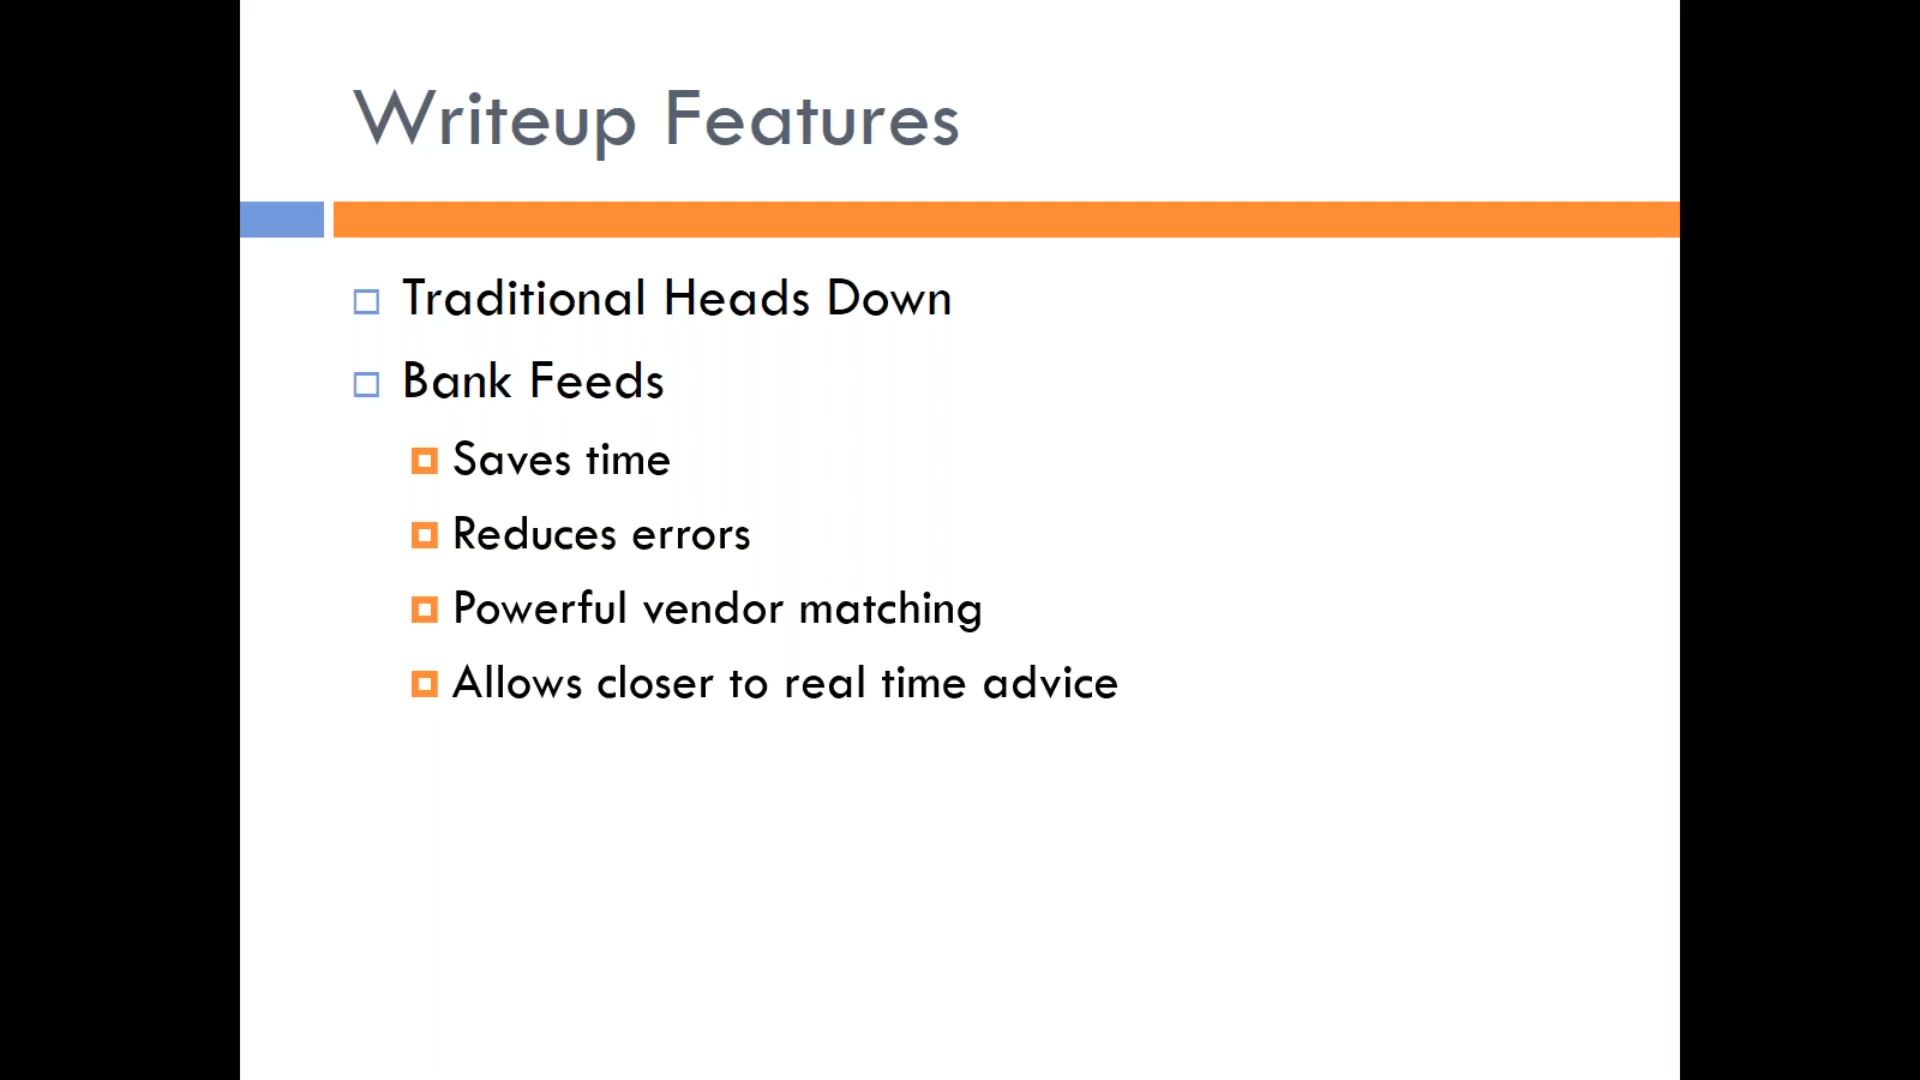 Writeup Features
Traditional Heads Down
Bank Feeds
Saves time
Reduces errors
Powerful vendor matching
Allows closer to real time advice